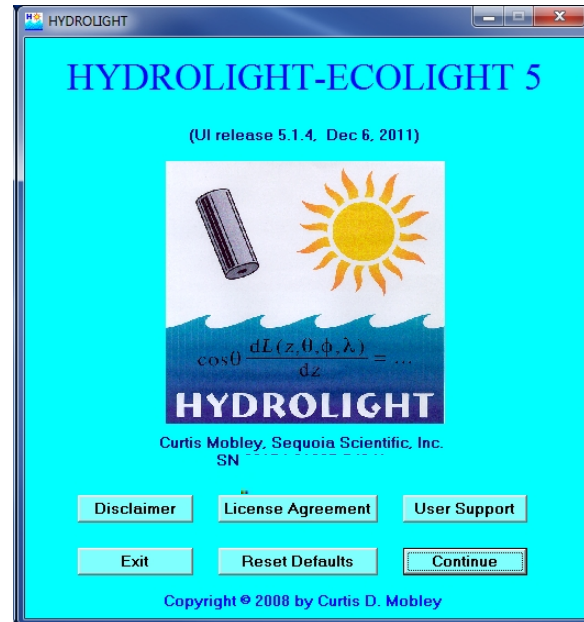 HYDROLIGHT
HYDROLIGHT-ECOLIGHT 5
(UI release 5.1.4, Dec 6, 2011)
cosθ dL(z,θ,ϕ,λ)/dz = ...
HYDROLIGHT
Curtis Mobley, Sequoia Scientific, Inc.
SN
Disclaimer License Agreement User Support
Exit Reset Defaults Continue
Copyright © 2008 by Curtis D. Mobley